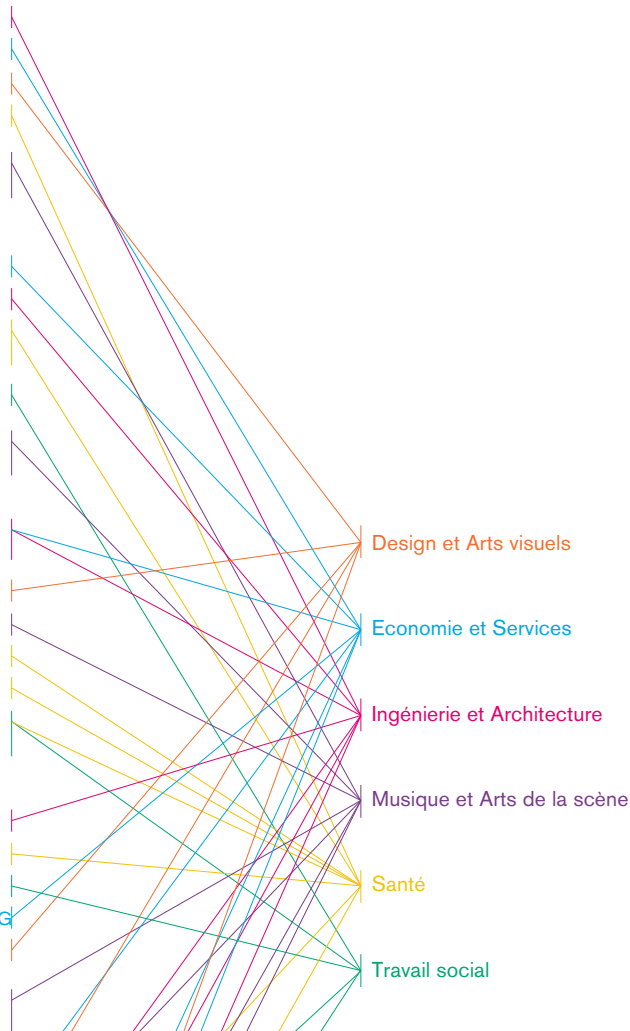 Design et Arts visuels
Economie et Services
Ingénierie et Architecture
Musique et Arts de la scène
Santé
G
Travail social